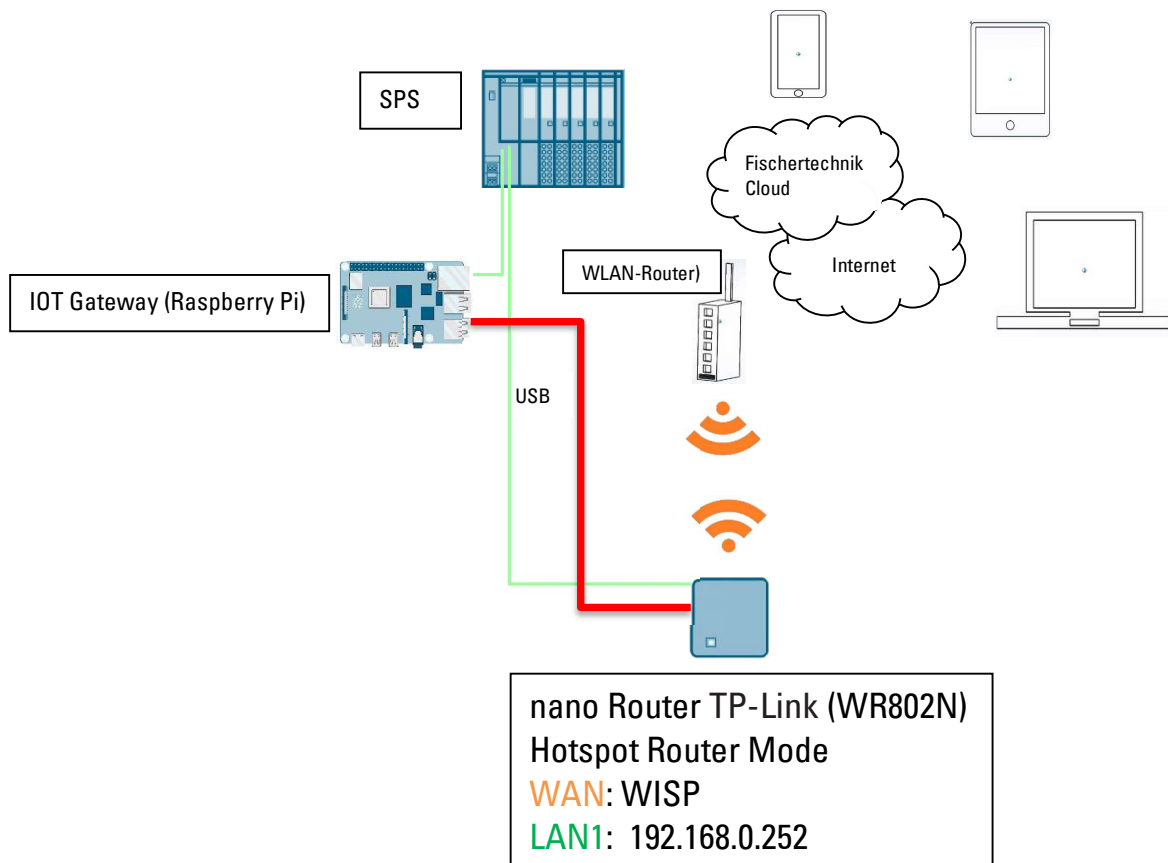 SPS
Fischertechnik
Cloud
Internet
WLAN-Router)
IOT Gateway (Raspberry Pi)
USB
nano Router TP-Link (WR802N)
Hotspot Router Mode
WAN: WISP
LAN1: 192.168.0.252